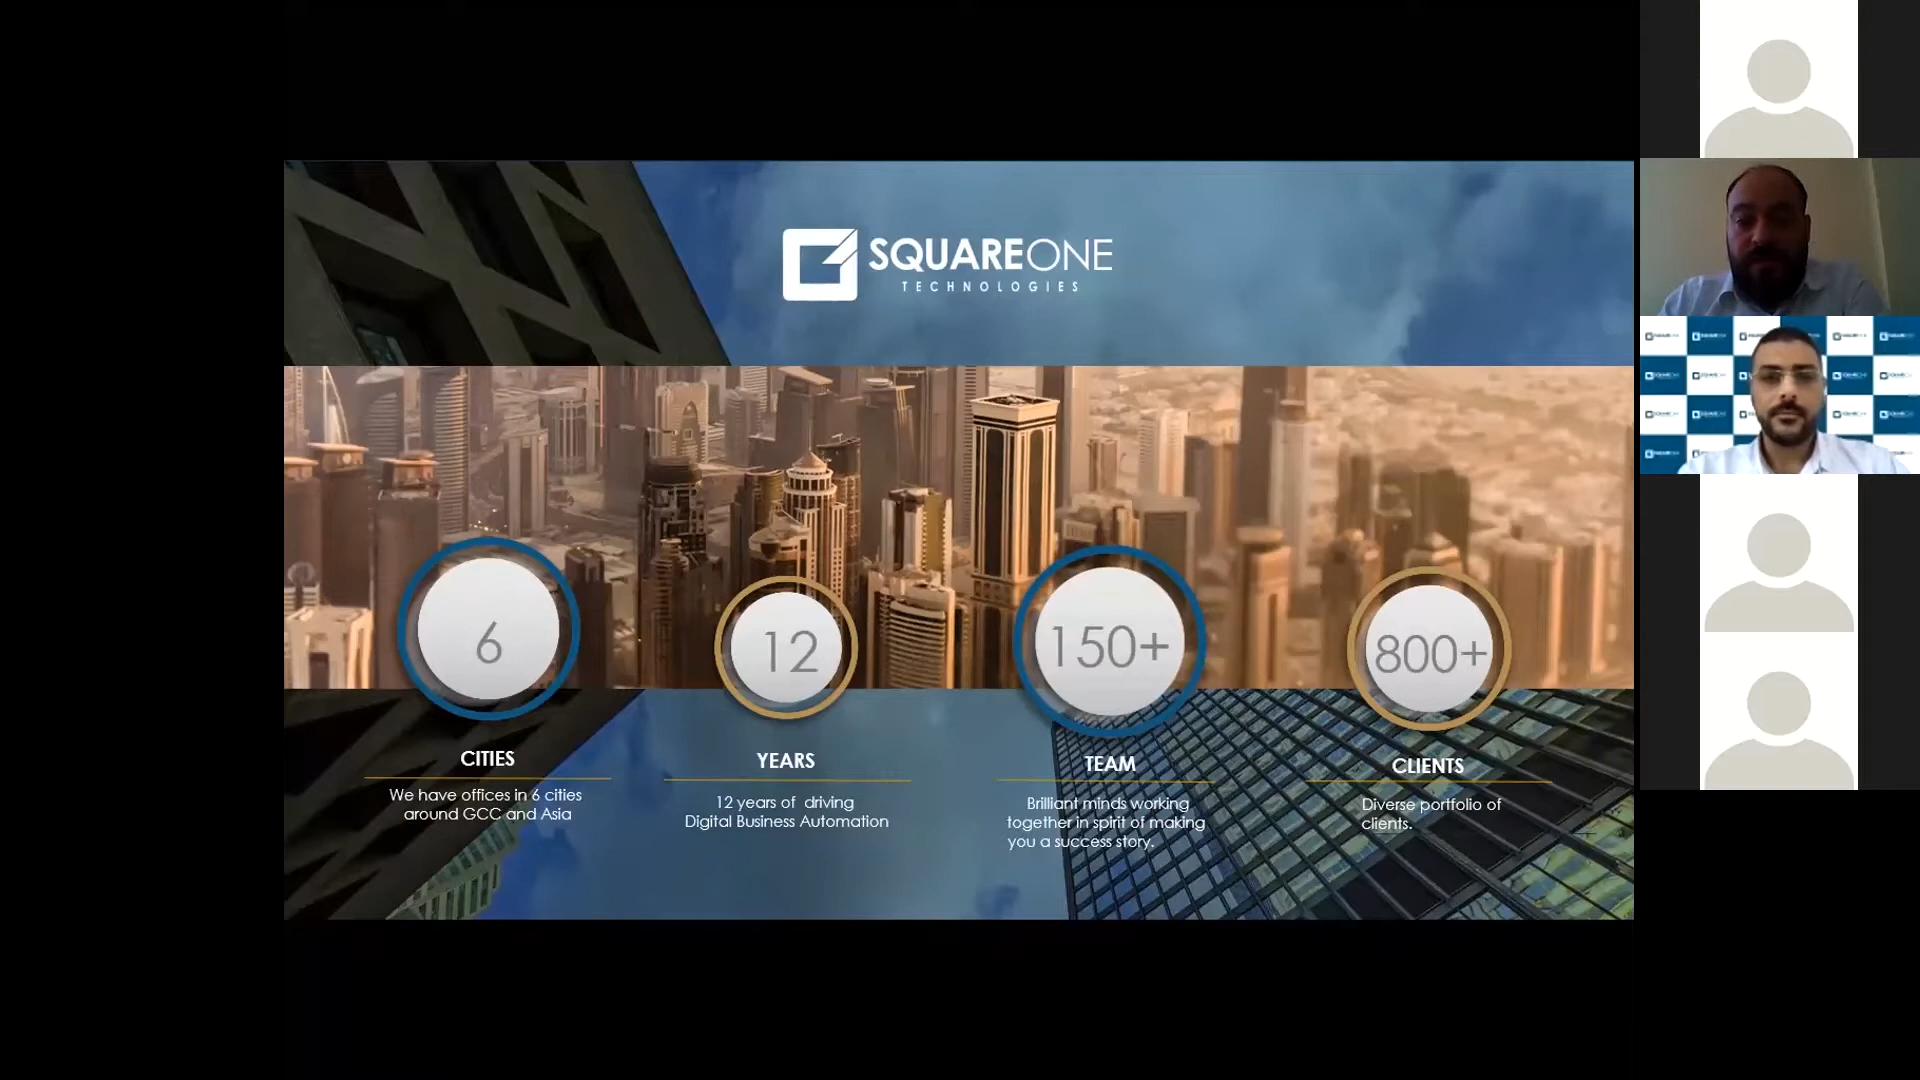 SQUAREONE
TECHNOLOGIES
6
12
150+
800+
CITIES
We have offices in 6 cities
around GCC and Asia
YEARS
12 years of driving
Digital Business Automation
TEAM
Brilliant minds working
together in spirit of making
you a success story.
CLIENTS
Diverse portfolio of
clients.